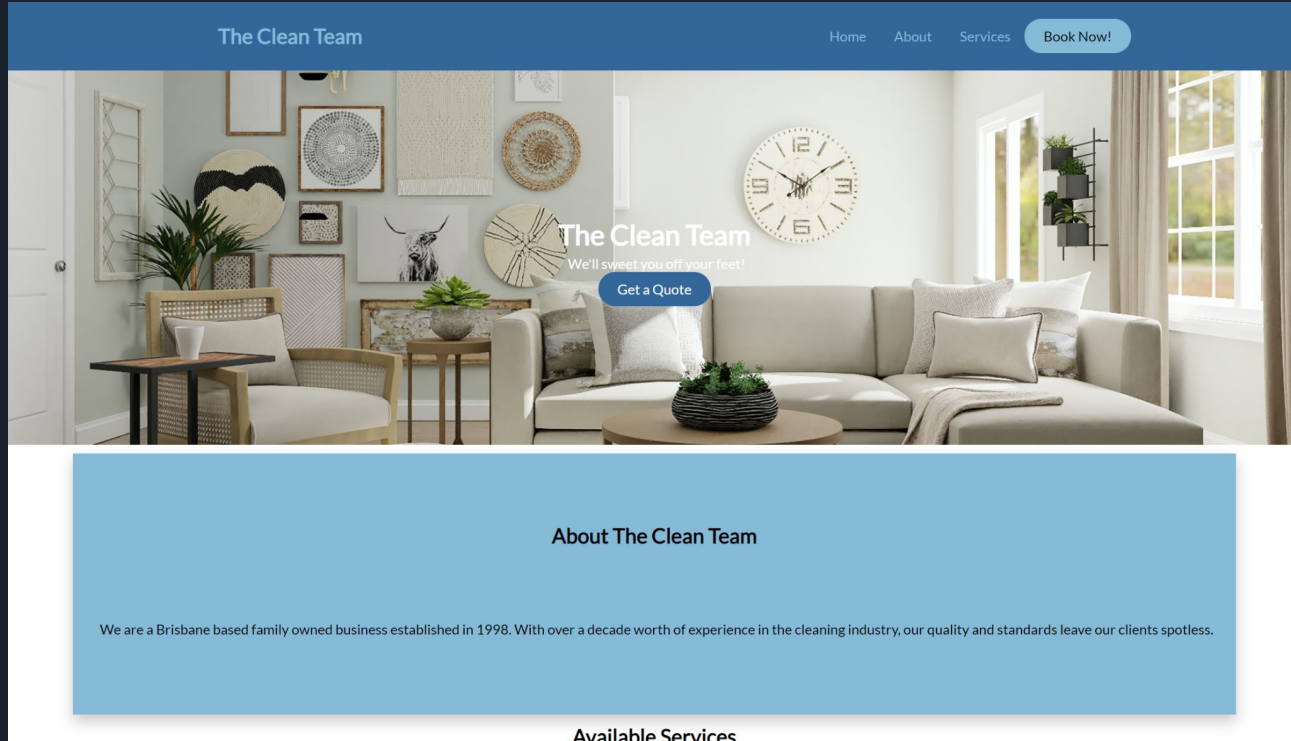 The Clean Team
Home About Services Book Now!
The Clean Team
We'll sweet you off your feet!
Get a Quote
About The Clean Team
We are a Brisbane based family owned business established in 1998. With over a decade worth of experience in the cleaning industry, our quality and standards leave our clients spotless.
Available Services